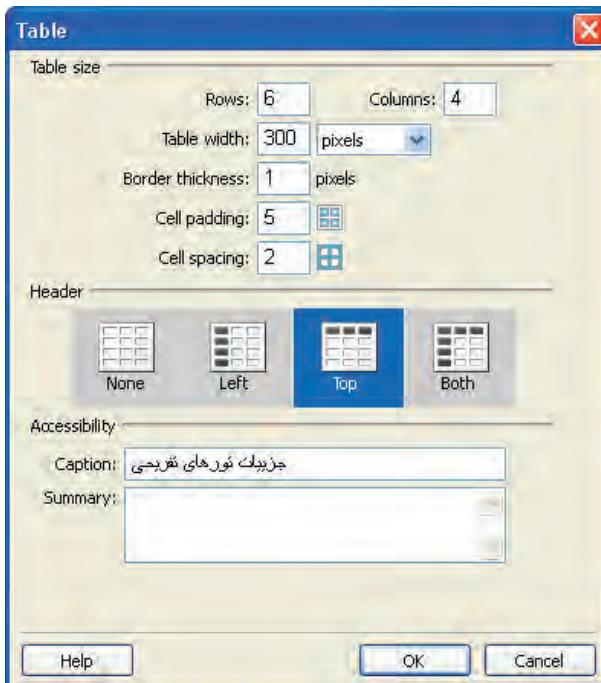 Table
Table size
Rows: 6 Columns: 4
Table width: 300 pixels
Border thickness: 1 pixels
Cell padding: 5
Cell spacing: 2
Header
None Left Top Both
Accessibility
Caption: جزییات تورهای تفریحی
Summary:
Help OK Cancel